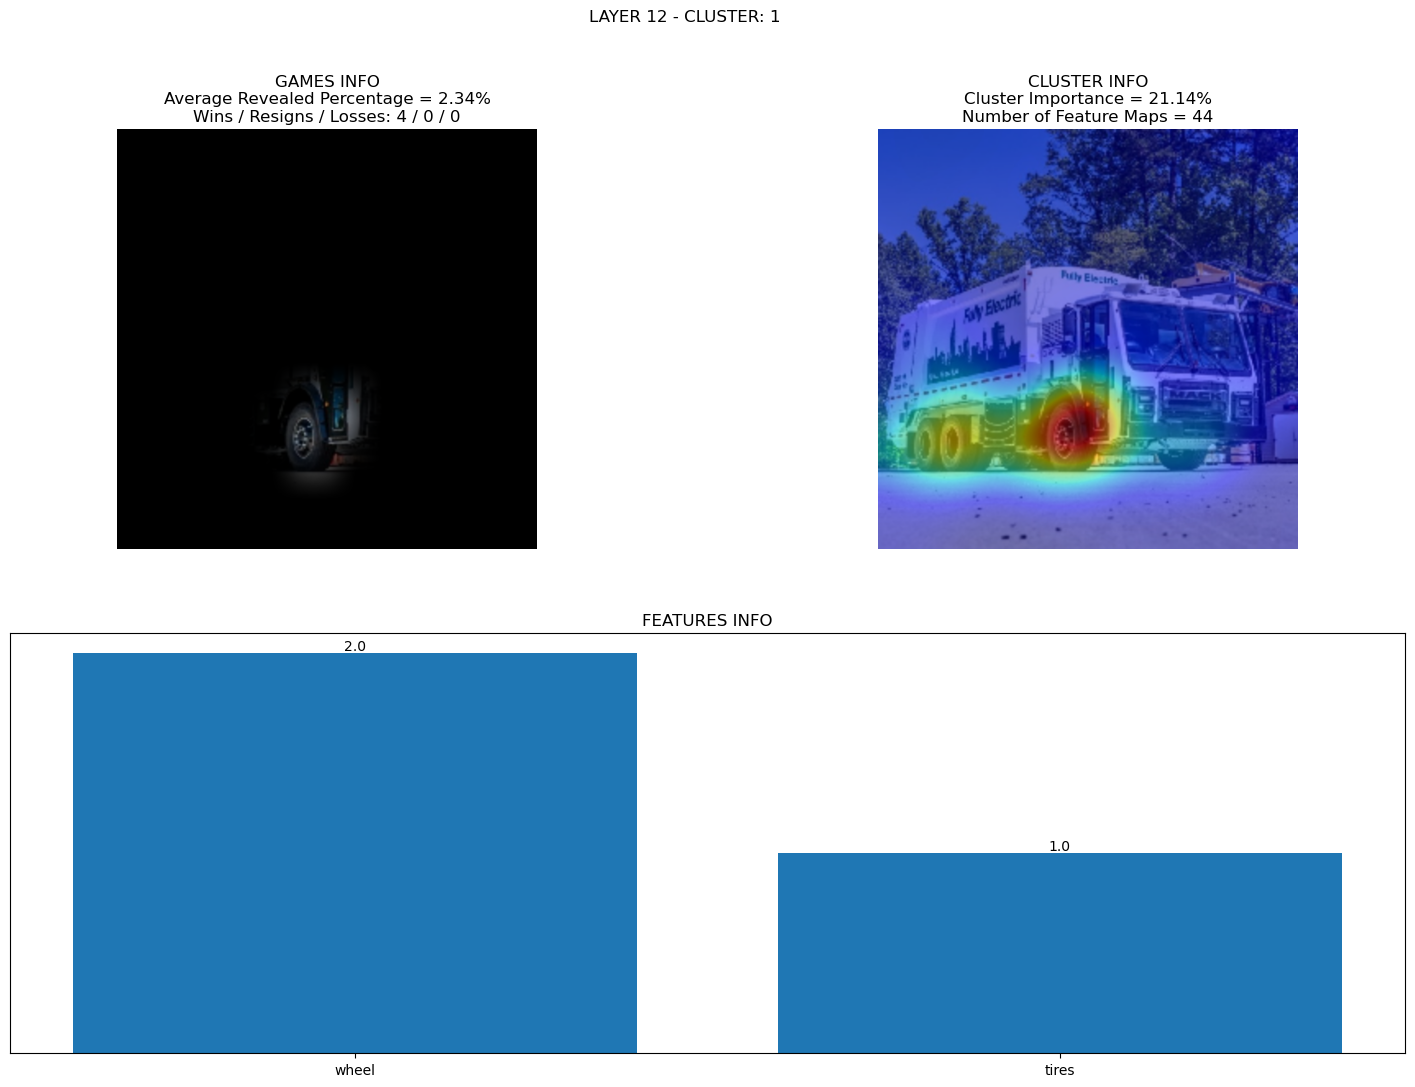 LAYER 12 - CLUSTER: 1
GAMES INFO
Average Revealed Percentage = 2.34%
Wins / Resigns / Losses: 4 / 0 / 0
CLUSTER INFO
Cluster Importance = 21.14%
Number of Feature Maps = 44
Fully Electric
Fully Electric
FEATURES INFO
2.0
1.0
wheel
tires